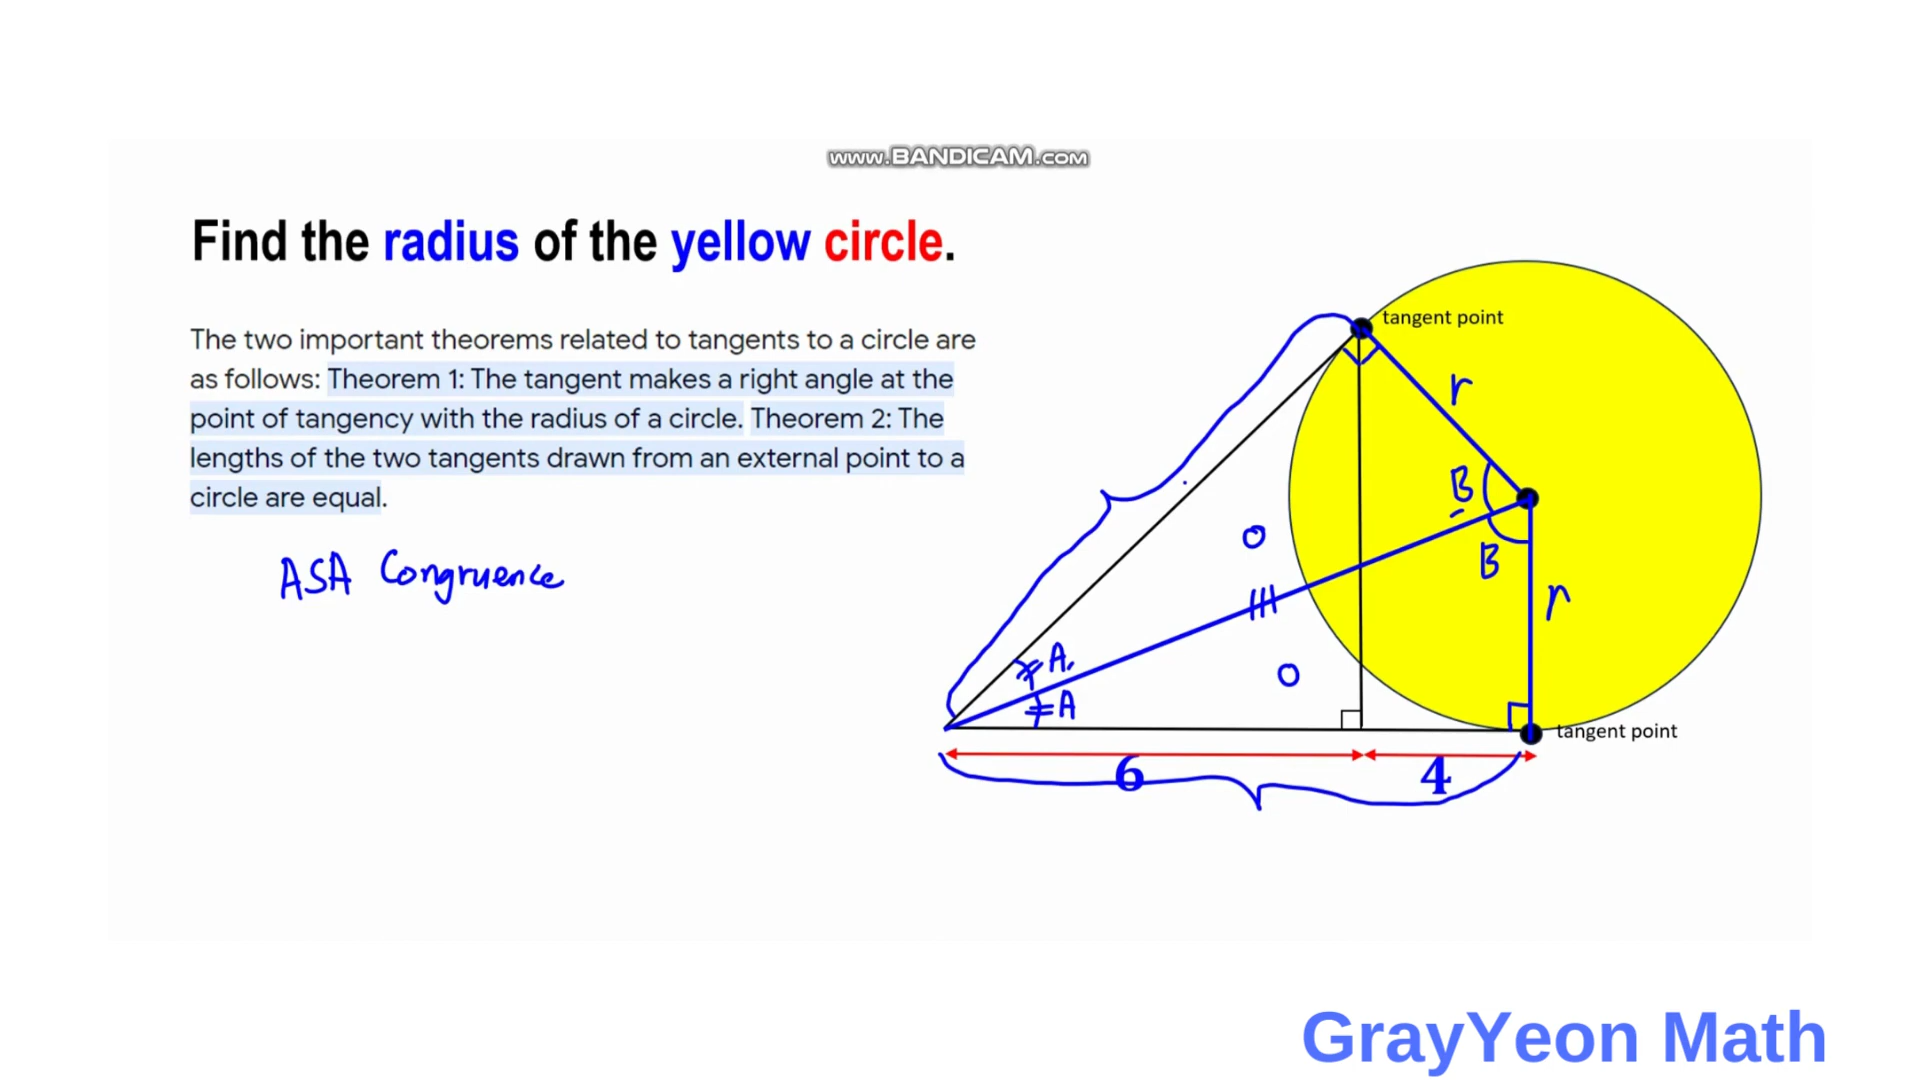 www.BANDICAM.com
Find the radius of the yellow circle.
The two important theorems related to tangents to a circle are
as follows: Theorem 1: The tangent makes a right angle at the
point of tangency with the radius of a circle. Theorem 2: The
lengths of the two tangents drawn from an external point to a
circle are equal.
ASA Congruence
tangent point
r
B
B
r
A
A
tangent point
6
4
GrayYeon Math